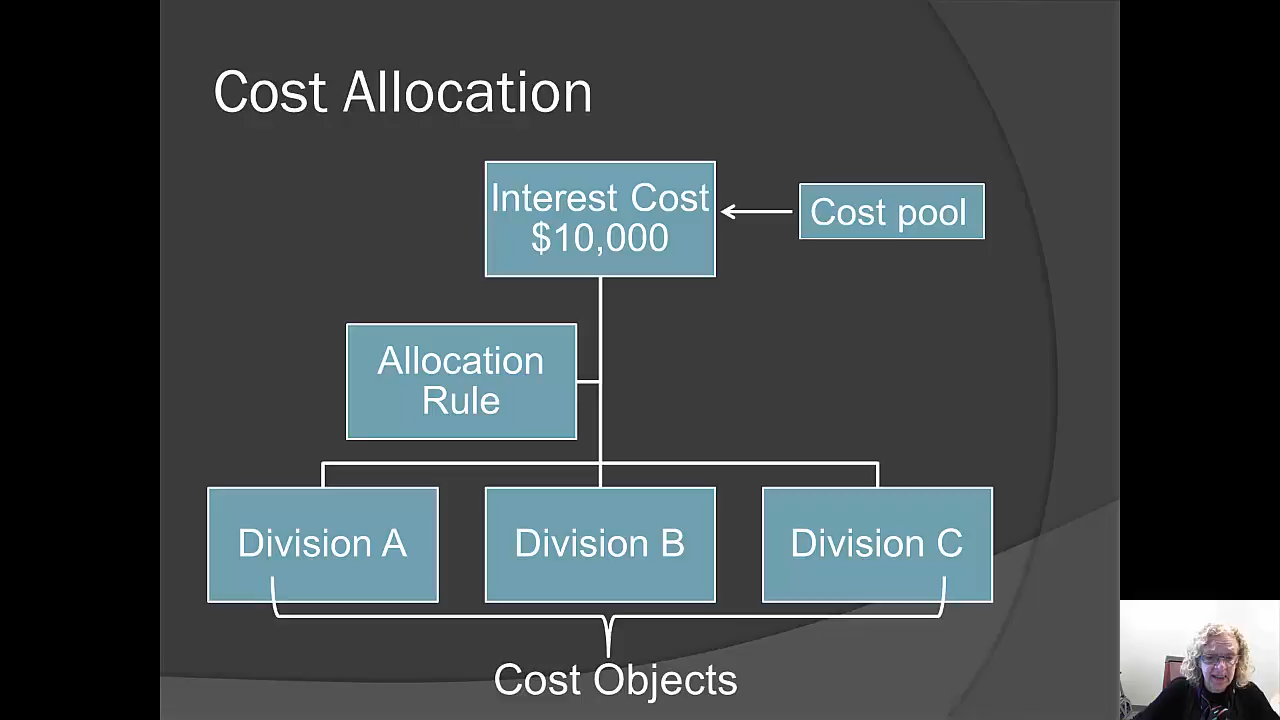 Cost Allocation
Interest Cost
$10,000
Cost pool
Allocation
Rule
Division A
Division B
Division C
Cost Objects